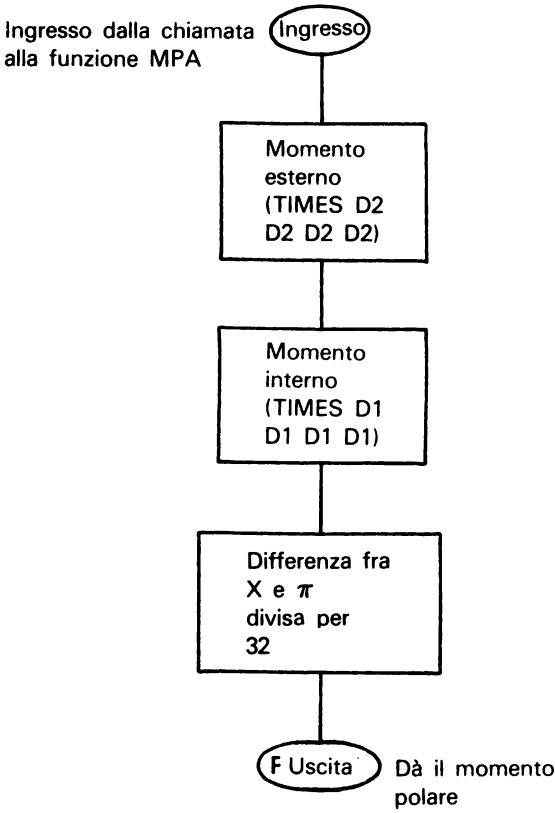 Ingresso dalla chiamata
alla funzione MPA
Ingresso
Momento
esterno
(TIMES D2
D2 D2 D2)
Momento
interno
(TIMES D1
D1 D1 D1)
Differenza fra
X e π
divisa per
32
F Uscita
Dà il momento
polare